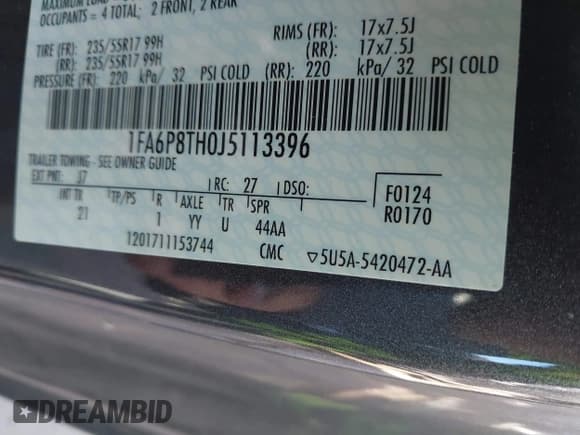 OCCUPANTS = 4 TOTAL; 2 FRONT, 2 REAR
TIRE (FR): 235/55R17 99H RIMS (FR): 17x7.5J
(RR): 235/55R17 99H (RR): 17x7.5J
PRESSURE (FR): 220 kPa/ 32 PSI COLD (RR): 220 kPa/ 32 PSI COLD
1FA6P8TH0J5113396
TRAILER TOWING - SEE OWNER GUIDE
EXT PNT: J7 RC: 27 DSO: F0124
INT TR TP/PS R AXLE TR SPR R0170
21 1 YY U 44AA
1201711153744 CMC ▽5U5A-5420472-AA
DREAMBID